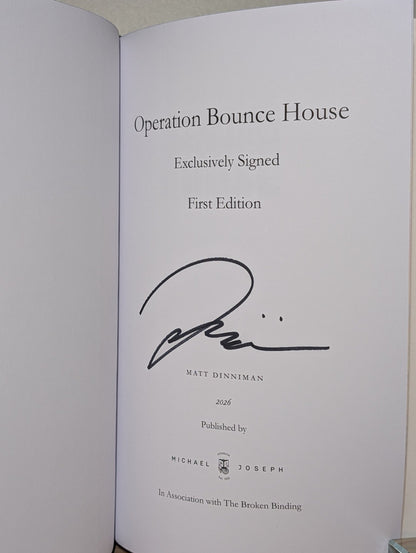 Operation Bounce House
Exclusively Signed
First Edition
MATT DINNIMAN
2026
Published by
MICHAEL JOSEPH
In Association with The Broken Binding